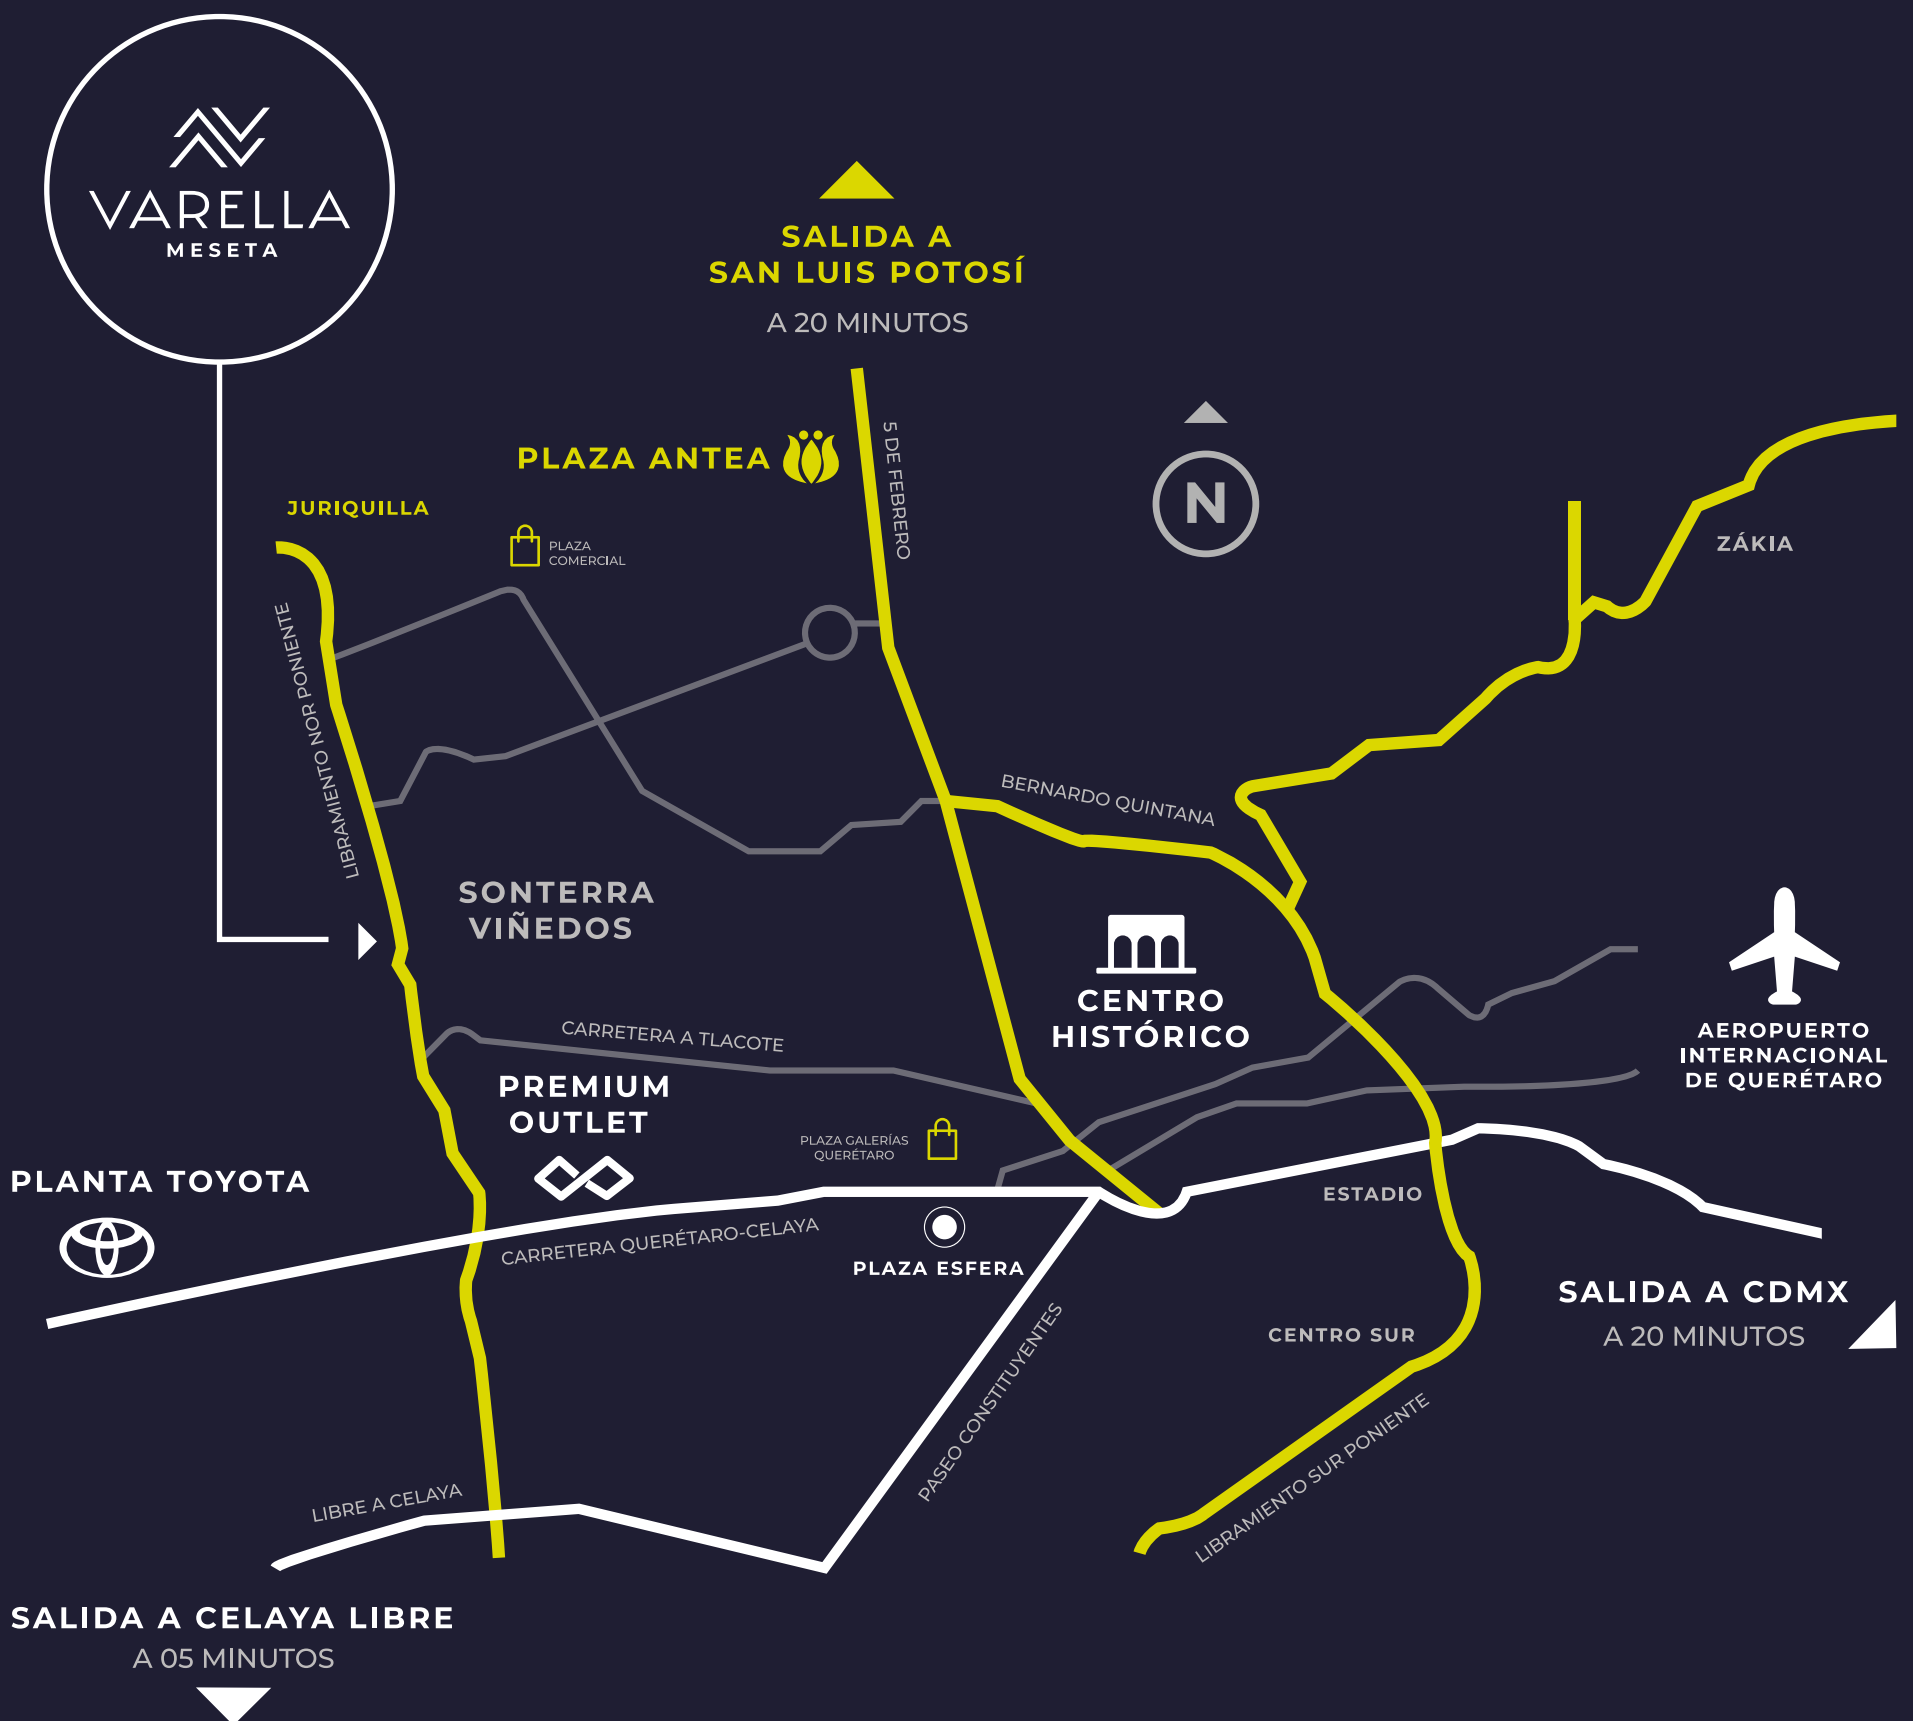 VARELLA
MESETA
SALIDA A
SAN LUIS POTOSÍ
A 20 MINUTOS
PLAZA ANTEA
5 DE FEBRERO
N
JURIQUILLA
PLAZA
COMERCIAL
ZÁKIA
LIBRAMIENTO NOR PONIENTE
BERNARDO QUINTANA
SONTERRA
VIÑEDOS
CENTRO
HISTÓRICO
AEROPUERTO
INTERNACIONAL
DE QUERÉTARO
CARRETERA A TLACOTE
PREMIUM
OUTLET
PLAZA GALERÍAS
QUERÉTARO
PLANTA TOYOTA
ESTADIO
CARRETERA QUERÉTARO-CELAYA
PLAZA ESFERA
SALIDA A CDMX
A 20 MINUTOS
CENTRO SUR
PASEO CONSTITUYENTES
LIBRAMIENTO SUR PONIENTE
LIBRE A CELAYA
SALIDA A CELAYA LIBRE
A 05 MINUTOS